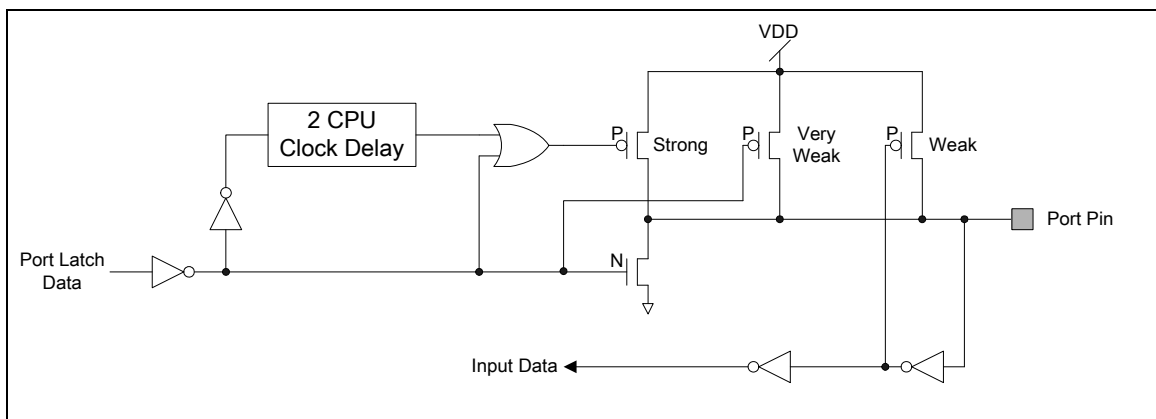 VDD
2 CPU
Clock Delay
P
Strong
P
Very
Weak
P
Weak
Port Pin
Port Latch
Data
N
Input Data